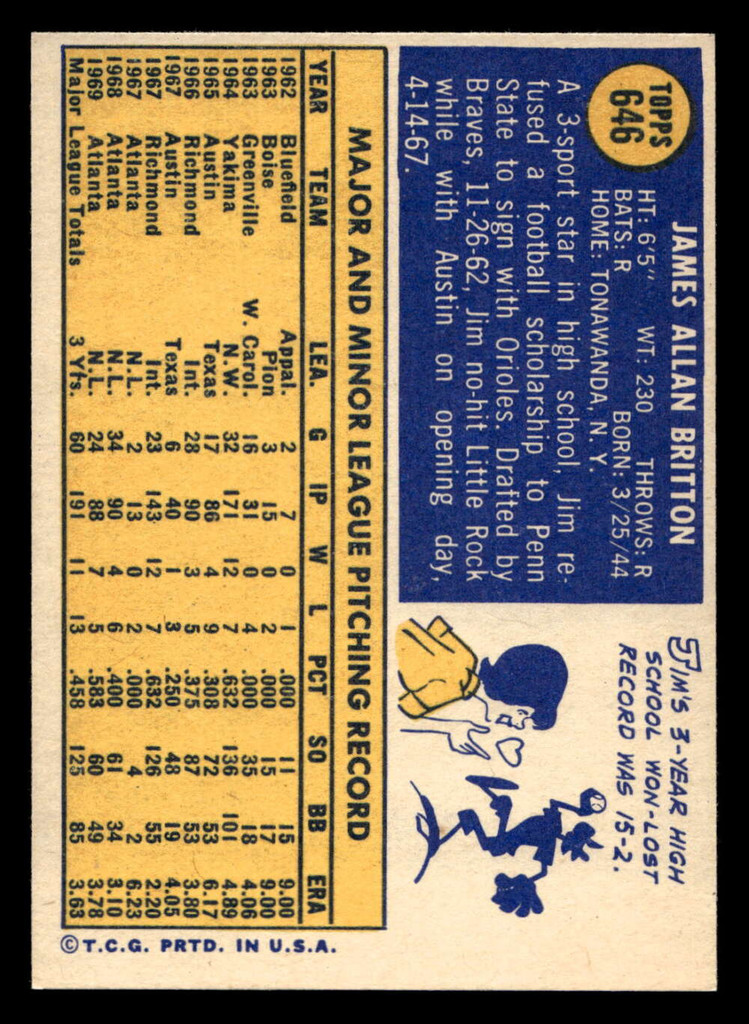 TOPPS
646
JAMES ALLAN BRITTON
HT: 6'5" WT: 230 THROWS: R
BATS: R BORN: 3/25/44
HOME: TONAWANDA, N. Y.
A 3-sport star in high school, Jim re-
fused a football scholarship to Penn
State to sign with Orioles. Drafted by
Braves, 11-26-62, Jim no-hit Little Rock
while with Austin on opening day,
4-14-67.
JIM'S 3-YEAR HIGH
SCHOOL WON-LOST
RECORD WAS 15-2.
MAJOR AND MINOR LEAGUE PITCHING RECORD
YEAR TEAM LEA. G IP W L PCT SO BB ERA
1962 Bluefield Appal. 2 7 0 1 .000 11 15 9.00
1963 Boise Pion 3 15 0 2 .000 15 17 9.00
1963 Greenville W. Carol. 16 31 0 4 .000 35 18 4.06
1964 Yakima N.W. 32 171 12 7 .632 136 101 4.89
1965 Austin Texas 17 86 4 9 .308 72 53 6.17
1966 Richmond Int. 28 90 3 5 .375 87 53 3.80
1967 Austin Texas 6 40 1 3 .250 48 19 4.05
1967 Richmond Int. 23 143 12 7 .632 126 55 2.20
1967 Atlanta N.L. 2 13 0 2 .000 4 2 6.23
1968 Atlanta N.L. 34 90 4 6 .400 61 34 3.10
1969 Atlanta N.L. 24 88 7 5 .583 60 49 3.78
Major League Totals 3 Yrs. 60 191 11 13 .458 125 85 3.63
© T.C.G. PRTD. IN U.S.A.